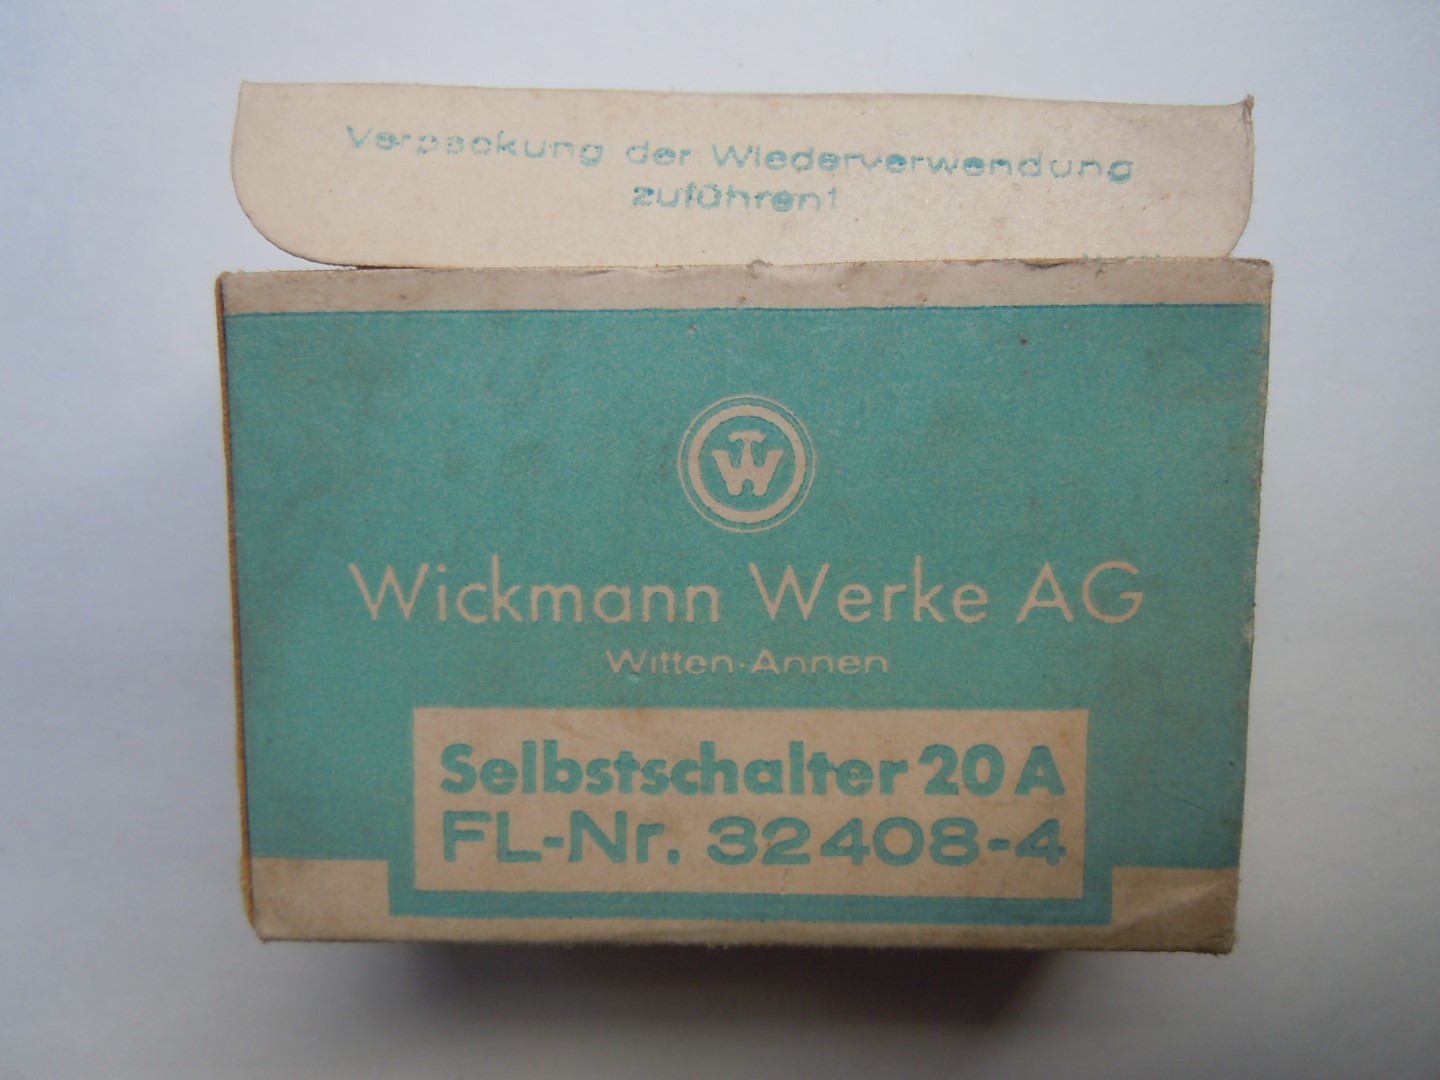 Verpackung der Wiederverwendung
zuführen!
W
Wickmann Werke AG
Witten-Annen
Selbstschalter 20 A
FL-Nr. 32408-4